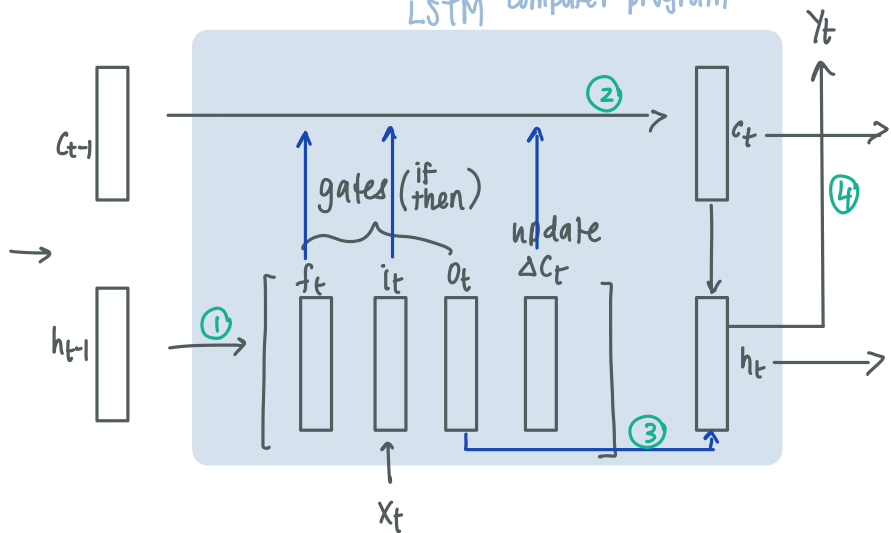 LSTM computer program
Yt
2
Ct-1
Ct
gates (if then)
4
update
ft it Ot ΔCt
1
ht-1
ht
3
Xt